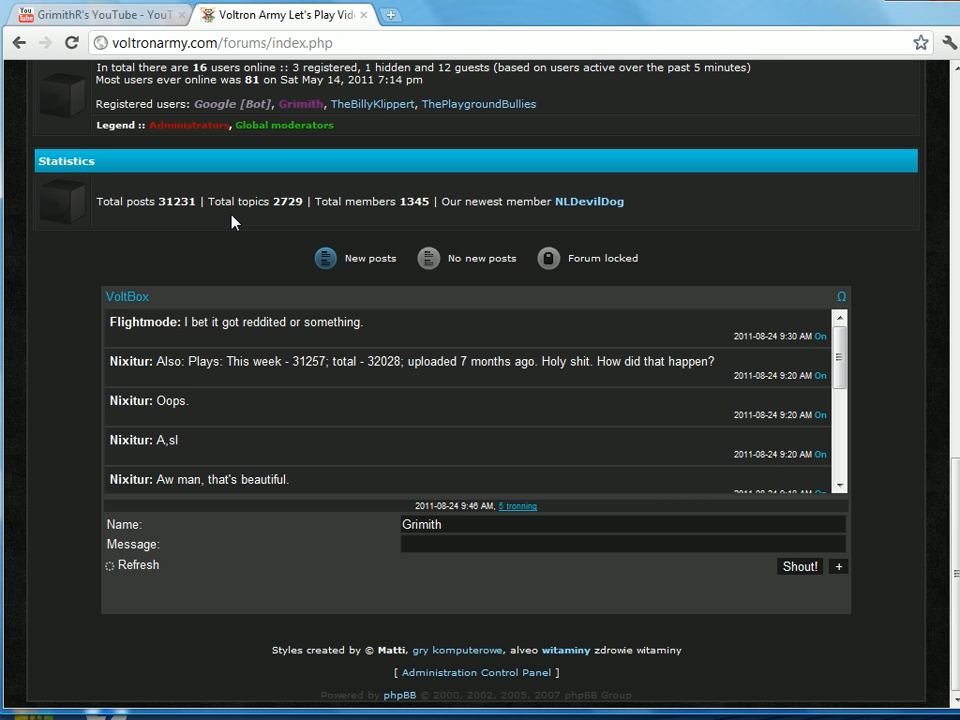 GrimithR's YouTube - YouT
Voltron Army Let's Play Vid
voltronarmy.com/forums/index.php
In total there are 16 users online :: 3 registered, 1 hidden and 12 guests (based on users active over the past 5 minutes)
Most users ever online was 81 on Sat May 14, 2011 7:14 pm
Registered users: Google [Bot], Grimith, TheBillyKlippert, ThePlaygroundBullies
Legend :: Administrators, Global moderators
Statistics
Total posts 31231 | Total topics 2729 | Total members 1345 | Our newest member NLDevilDog
New posts No new posts Forum locked
VoltBox Ω
Flightmode: I bet it got reddited or something.
2011-08-24 9:30 AM On
Nixitur: Also: Plays: This week - 31257; total - 32028; uploaded 7 months ago. Holy shit. How did that happen?
2011-08-24 9:20 AM On
Nixitur: Oops.
2011-08-24 9:20 AM On
Nixitur: A,sl
2011-08-24 9:20 AM On
Nixitur: Aw man, that's beautiful.
2011-08-24 9:46 AM, 5 tronning
Name: Grimith
Message:
Refresh Shout! +
Styles created by © Matti, gry komputerowe, alveo witaminy zdrowie witaminy
[ Administration Control Panel ]
Powered by phpBB © 2000, 2002, 2005, 2007 phpBB Group